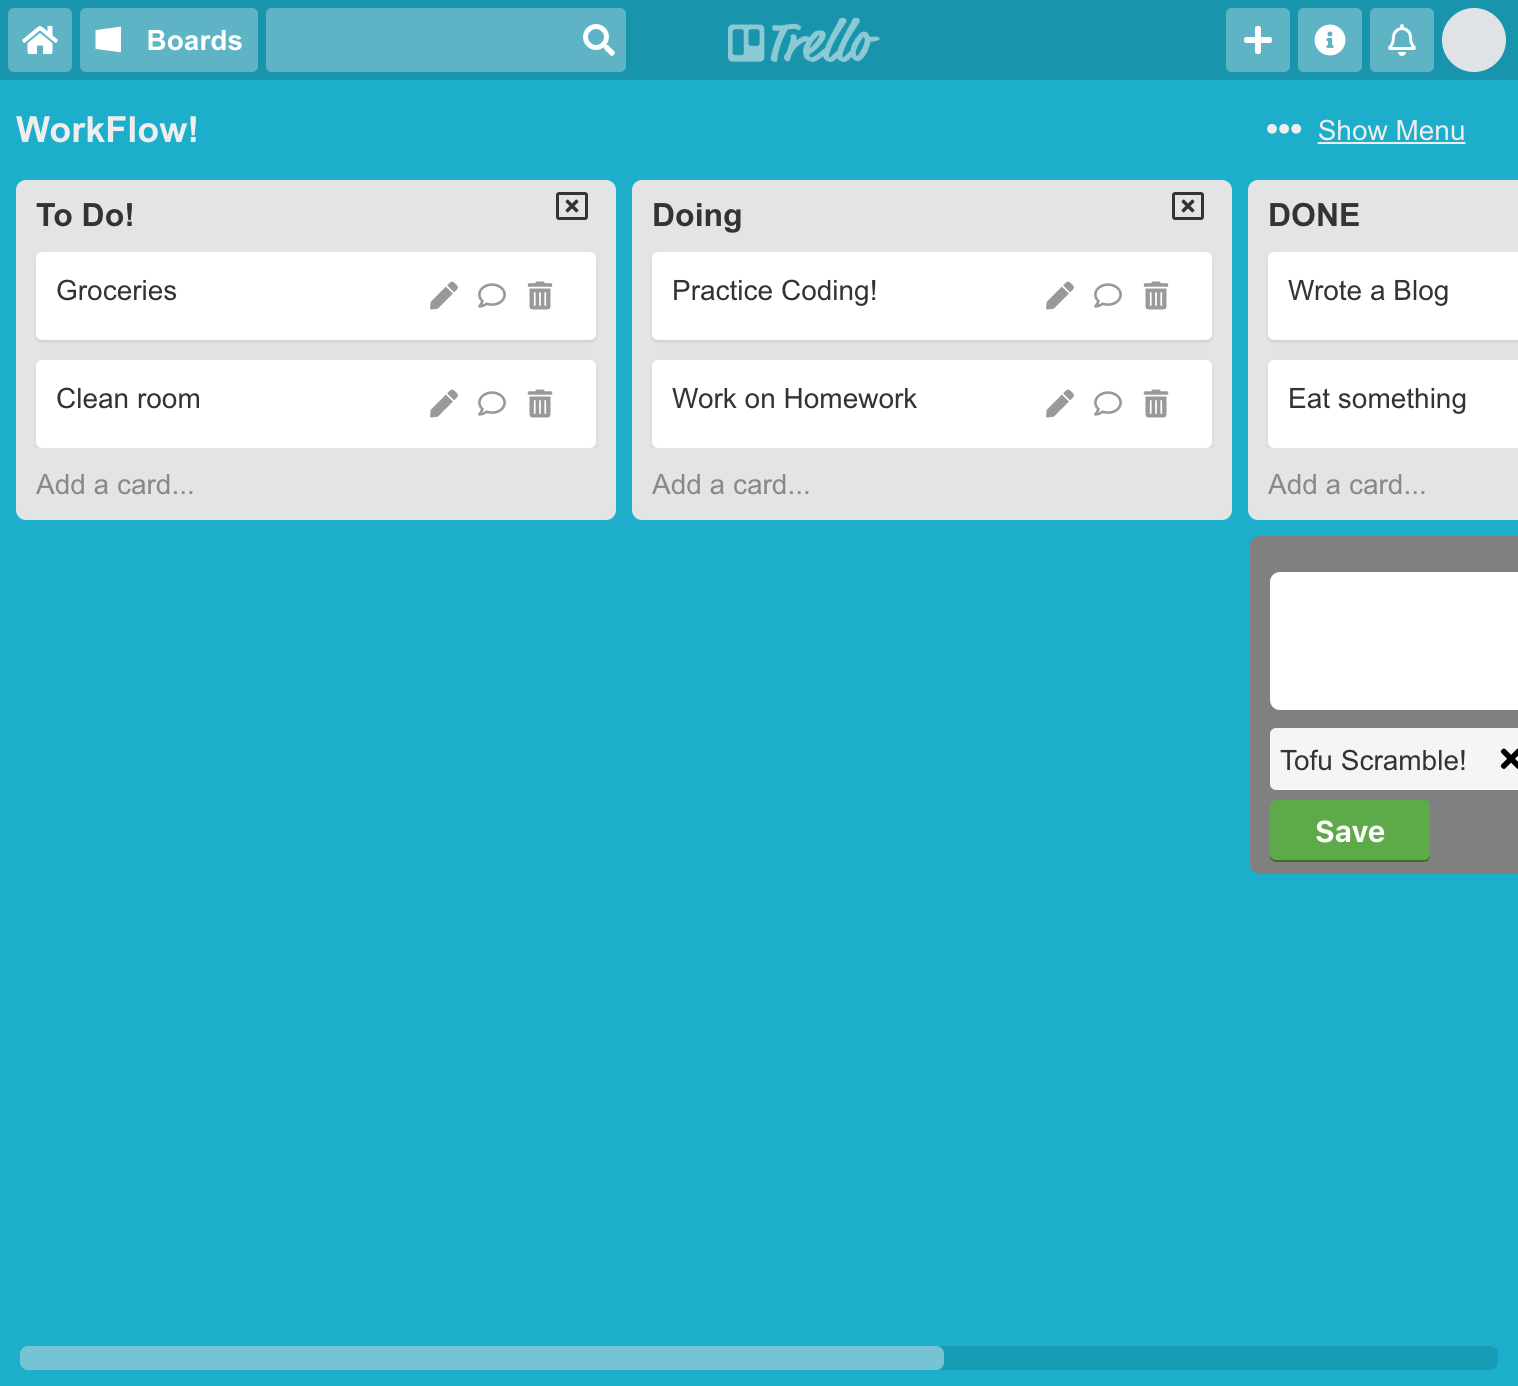 Boards
Trello
WorkFlow!
Show Menu
To Do!
Groceries
Clean room
Add a card...
Doing
Practice Coding!
Work on Homework
Add a card...
DONE
Wrote a Blog
Eat something
Add a card...
Tofu Scramble!
Save